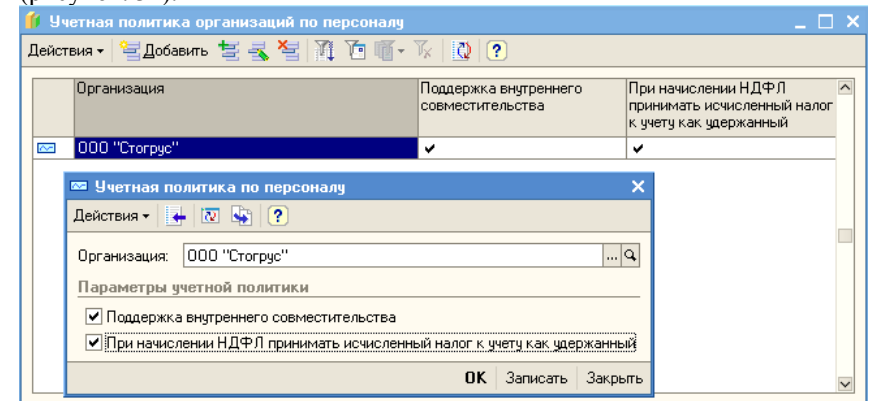 Учетная политика организаций по персоналу
Действия Добавить
Организация
Поддержка внутреннего совместительства
При начислении НДФЛ принимать исчисленный налог к учету как удержанный
ООО "Стогрус"
Учетная политика по персоналу
Действия
Организация: ООО "Стогрус" ...
Параметры учетной политики
Поддержка внутреннего совместительства
При начислении НДФЛ принимать исчисленный налог к учету как удержанный
OK Записать Закрыть